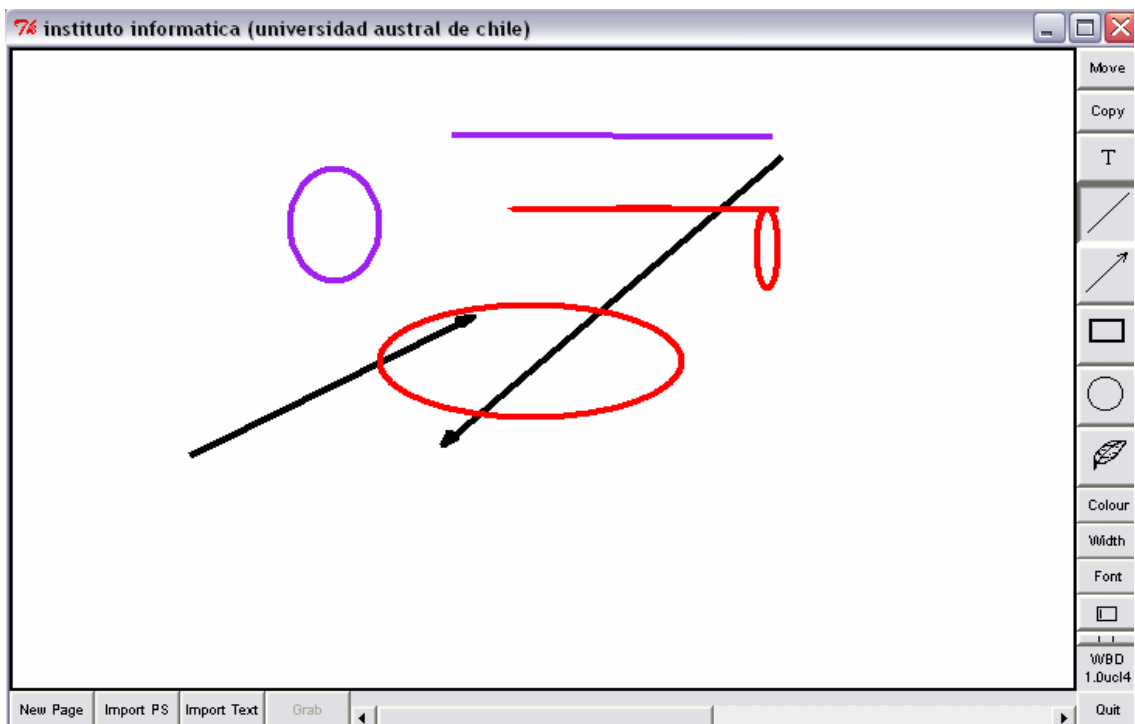 7k instituto informatica (universidad austral de chile)
Move
Copy
T
Colour
Width
Font
WBD
1.0ucl4
New Page Import PS Import Text Grab Quit